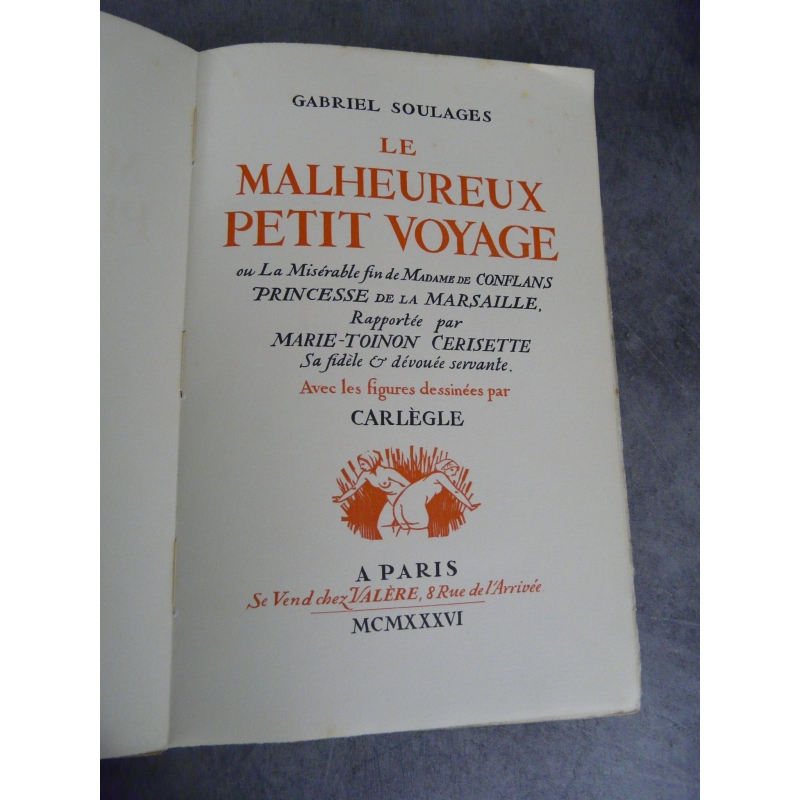 GABRIEL SOULAGES
LE
MALHEUREUX
PETIT VOYAGE
ou La Misérable fin de MADAME DE CONFLANS
PRINCESSE DE LA MARSAILLE,
Rapportée par
MARIE-TOINON CERISETTE
Sa fidèle & dévouée servante.
Avec les figures dessinées par
CARLÈGLE
A PARIS
Se Vend chez VALÈRE, 8 Rue de l'Arrivée
MCMXXXVI